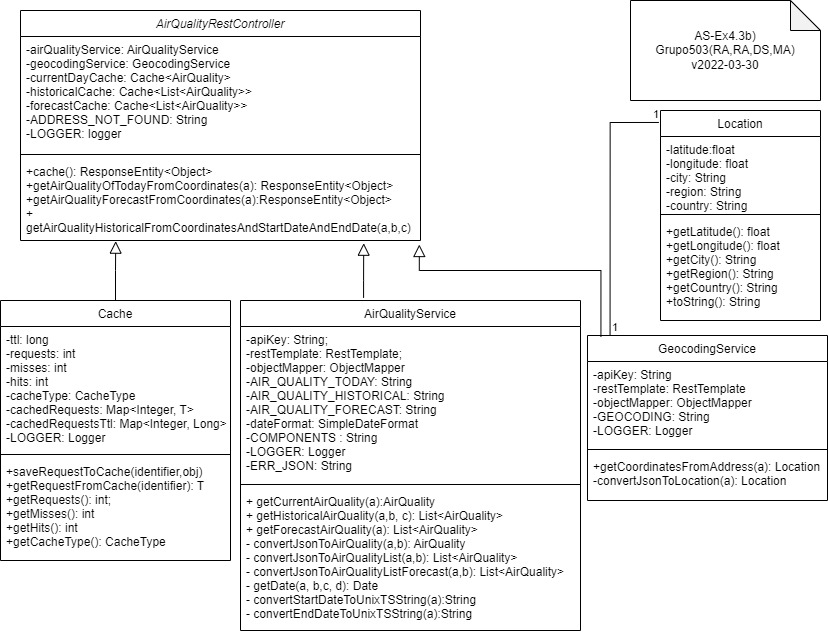 AirQualityRestController
-airQualityService: AirQualityService
-geocodingService: GeocodingService
-currentDayCache: Cache<AirQuality>
-historicalCache: Cache<List<AirQuality>>
-forecastCache: Cache<List<AirQuality>>
-ADDRESS_NOT_FOUND: String
-LOGGER: logger
+cache(): ResponseEntity<Object>
+getAirQualityOfTodayFromCoordinates(a): ResponseEntity<Object>
+getAirQualityForecastFromCoordinates(a):ResponseEntity<Object>
+
getAirQualityHistoricalFromCoordinatesAndStartDateAndEndDate(a,b,c)
AS-Ex4.3b)
Grupo503(RA,RA,DS,MA)
v2022-03-30
1
Location
-latitude:float
-longitude: float
-city: String
-region: String
-country: String
+getLatitude(): float
+getLongitude(): float
+getCity(): String
+getRegion(): String
+getCountry(): String
+toString(): String
1
Cache
-ttl: long
-requests: int
-misses: int
-hits: int
-cacheType: CacheType
-cachedRequests: Map<Integer, T>
-cachedRequestsTtl: Map<Integer, Long>
-LOGGER: Logger
+saveRequestToCache(identifier,obj)
+getRequestFromCache(identifier): T
+getRequests(): int;
+getMisses(): int
+getHits(): int
+getCacheType(): CacheType
AirQualityService
-apiKey: String;
-restTemplate: RestTemplate;
-objectMapper: ObjectMapper
-AIR_QUALITY_TODAY: String
-AIR_QUALITY_HISTORICAL: String
-AIR_QUALITY_FORECAST: String
-dateFormat: SimpleDateFormat
-COMPONENTS : String
-LOGGER: Logger
-ERR_JSON: String
+ getCurrentAirQuality(a):AirQuality
+ getHistoricalAirQuality(a,b, c): List<AirQuality>
+ getForecastAirQuality(a): List<AirQuality>
- convertJsonToAirQuality(a,b): AirQuality
- convertJsonToAirQualityList(a,b): List<AirQuality>
- convertJsonToAirQualityListForecast(a,b): List<AirQuality>
- getDate(a, b,c, d): Date
- convertStartDateToUnixTSString(a):String
- convertEndDateToUnixTSString(a):String
GeocodingService
-apiKey: String
-restTemplate: RestTemplate
-objectMapper: ObjectMapper
-GEOCODING: String
-LOGGER: Logger
+getCoordinatesFromAddress(a): Location
-convertJsonToLocation(a): Location